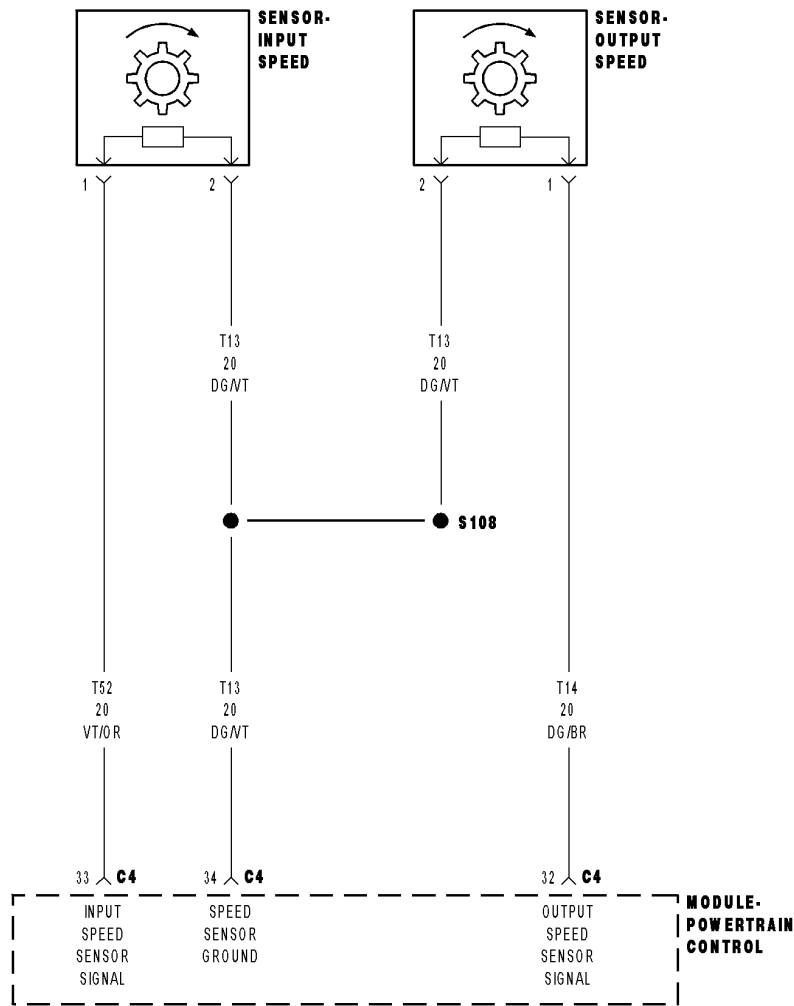 SENSOR-
INPUT
SPEED
SENSOR-
OUTPUT
SPEED
1
2
2
1
T13
20
DG/VT
T13
20
DG/VT
S108
T52
20
VT/OR
T13
20
DG/VT
T14
20
DG/BR
33 C4
34 C4
32 C4
INPUT
SPEED
SENSOR
SIGNAL
SPEED
SENSOR
GROUND
OUTPUT
SPEED
SENSOR
SIGNAL
MODULE-
POWERTRAIN
CONTROL